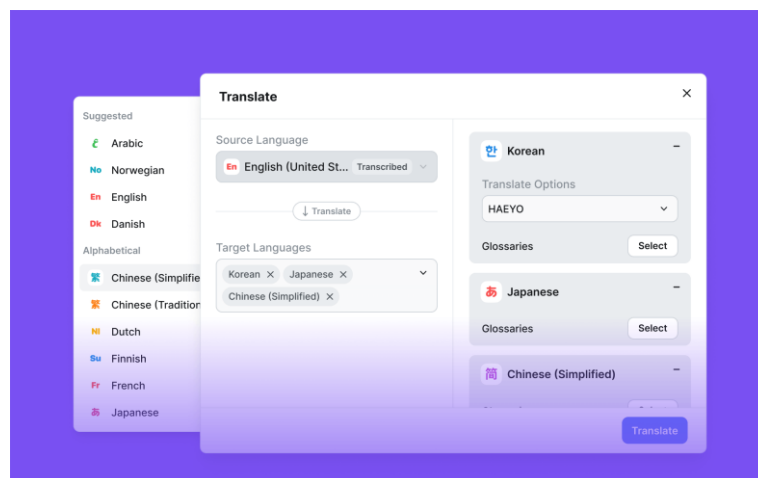 Suggested
Arabic
No Norwegian
En English
Dk Danish
Alphabetical
繁 Chinese (Simplifie
繁 Chinese (Tradition
Nl Dutch
Su Finnish
Fr French
あ Japanese
Translate
Source Language
En English (United St... Transcribed
↓ Translate
Target Languages
Korean × Japanese ×
Chinese (Simplified) ×
한 Korean
Translate Options
HAEYO
Glossaries Select
あ Japanese
Glossaries Select
简 Chinese (Simplified)
Translate